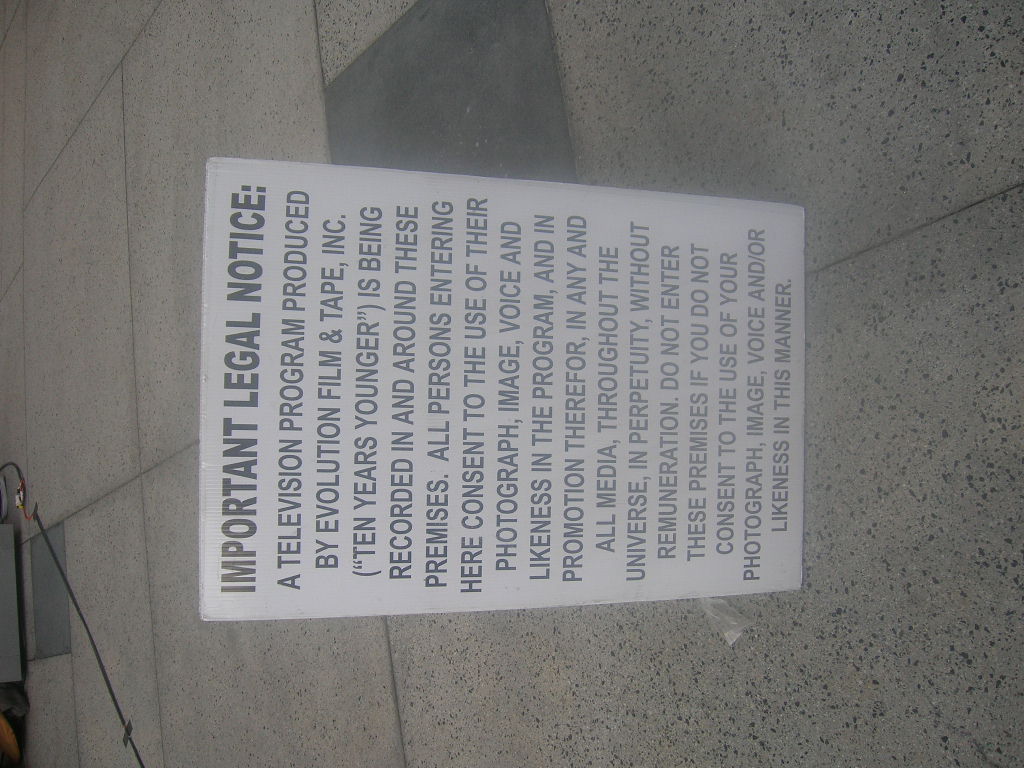 IMPORTANT LEGAL NOTICE:
A TELEVISION PROGRAM PRODUCED
BY EVOLUTION FILM & TAPE, INC.
("TEN YEARS YOUNGER") IS BEING
RECORDED IN AND AROUND THESE
PREMISES. ALL PERSONS ENTERING
HERE CONSENT TO THE USE OF THEIR
PHOTOGRAPH, IMAGE, VOICE AND
LIKENESS IN THE PROGRAM, AND IN
PROMOTION THEREFOR, IN ANY AND
ALL MEDIA, THROUGHOUT THE
UNIVERSE, IN PERPETUITY, WITHOUT
REMUNERATION. DO NOT ENTER
THESE PREMISES IF YOU DO NOT
CONSENT TO THE USE OF YOUR
PHOTOGRAPH, IMAGE, VOICE AND/OR
LIKENESS IN THIS MANNER.